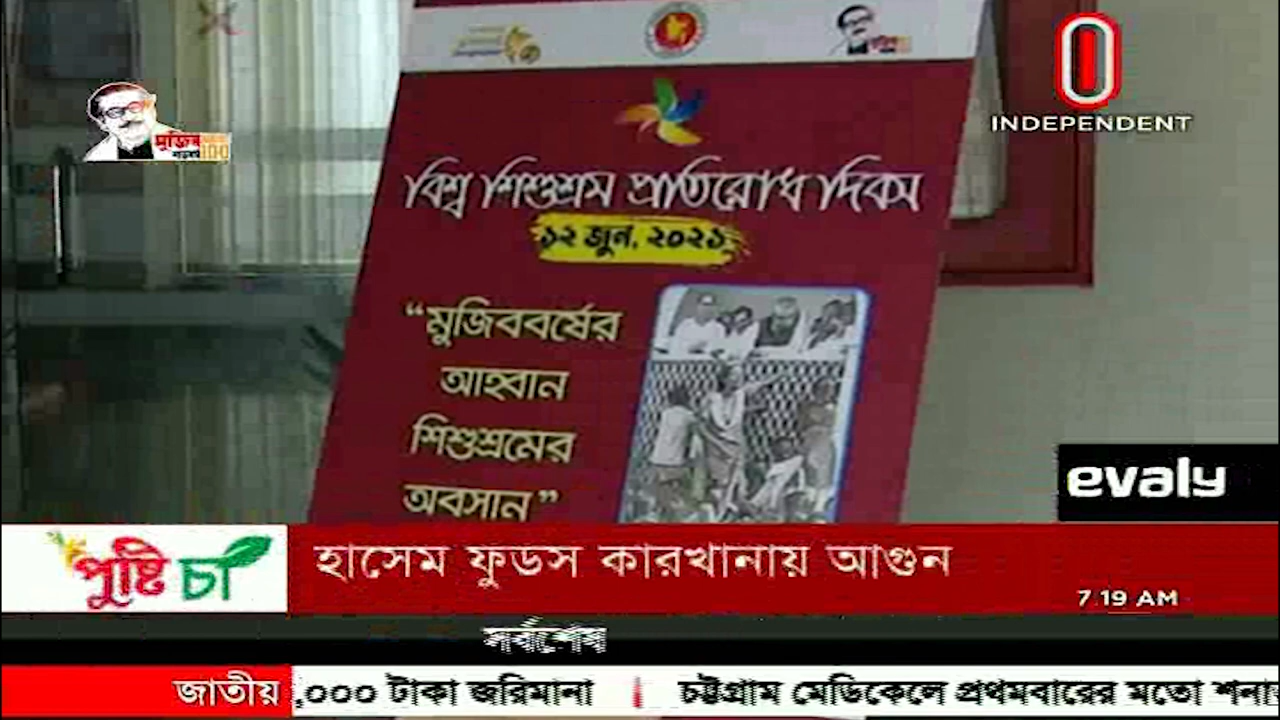 INDEPENDENT
মুজিব
100
বিশ্ব শিশুশ্রম প্রতিরোধ দিবস
১২ জুন, ২০২১
“মুজিববর্ষের
আহবান
শিশুশ্রমের
অবসান”
evaly
পুষ্টি চা
হাসেম ফুডস কারখানায় আগুন
7.19 AM
সর্বশেষ
জাতীয় ,০০০ টাকা জরিমানা | চট্টগ্রাম মেডিকেলে প্রথমবারের মতো শনা